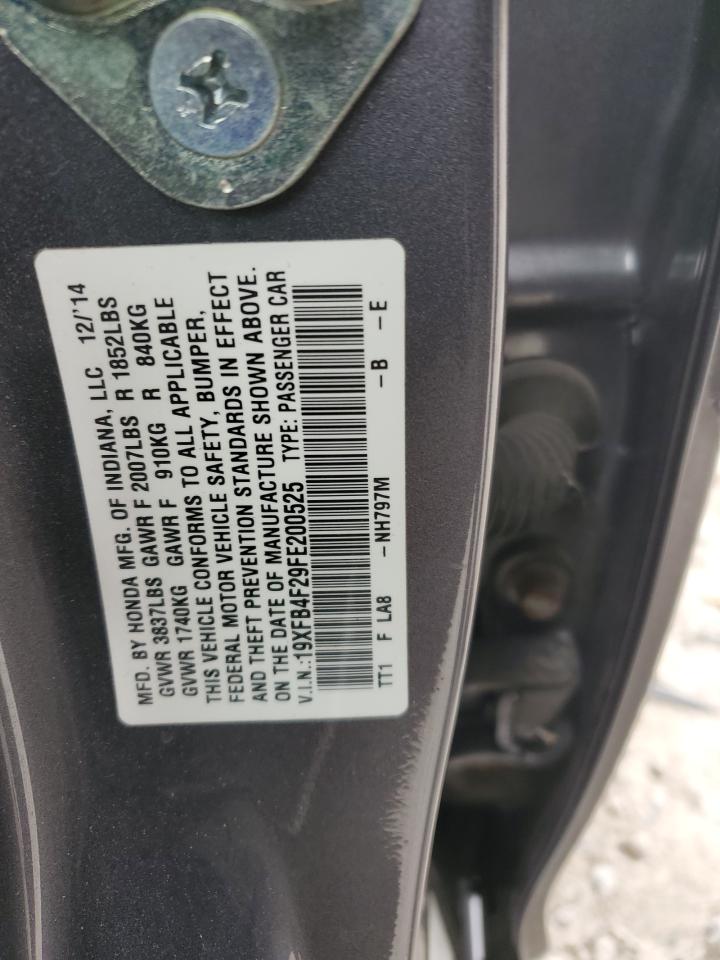 MFD. BY HONDA MFG. OF INDIANA, LLC 12/'14
GVWR 3837LBS GAWR F 2007LBS R 1852LBS
GVWR 1740KG GAWR F 910KG R 840KG
THIS VEHICLE CONFORMS TO ALL APPLICABLE
FEDERAL MOTOR VEHICLE SAFETY, BUMPER,
AND THEFT PREVENTION STANDARDS IN EFFECT
ON THE DATE OF MANUFACTURE SHOWN ABOVE.
V.I.N.:19XFB4F29FE200525 TYPE: PASSENGER CAR
TT1 F LA8 -NH797M -B -E